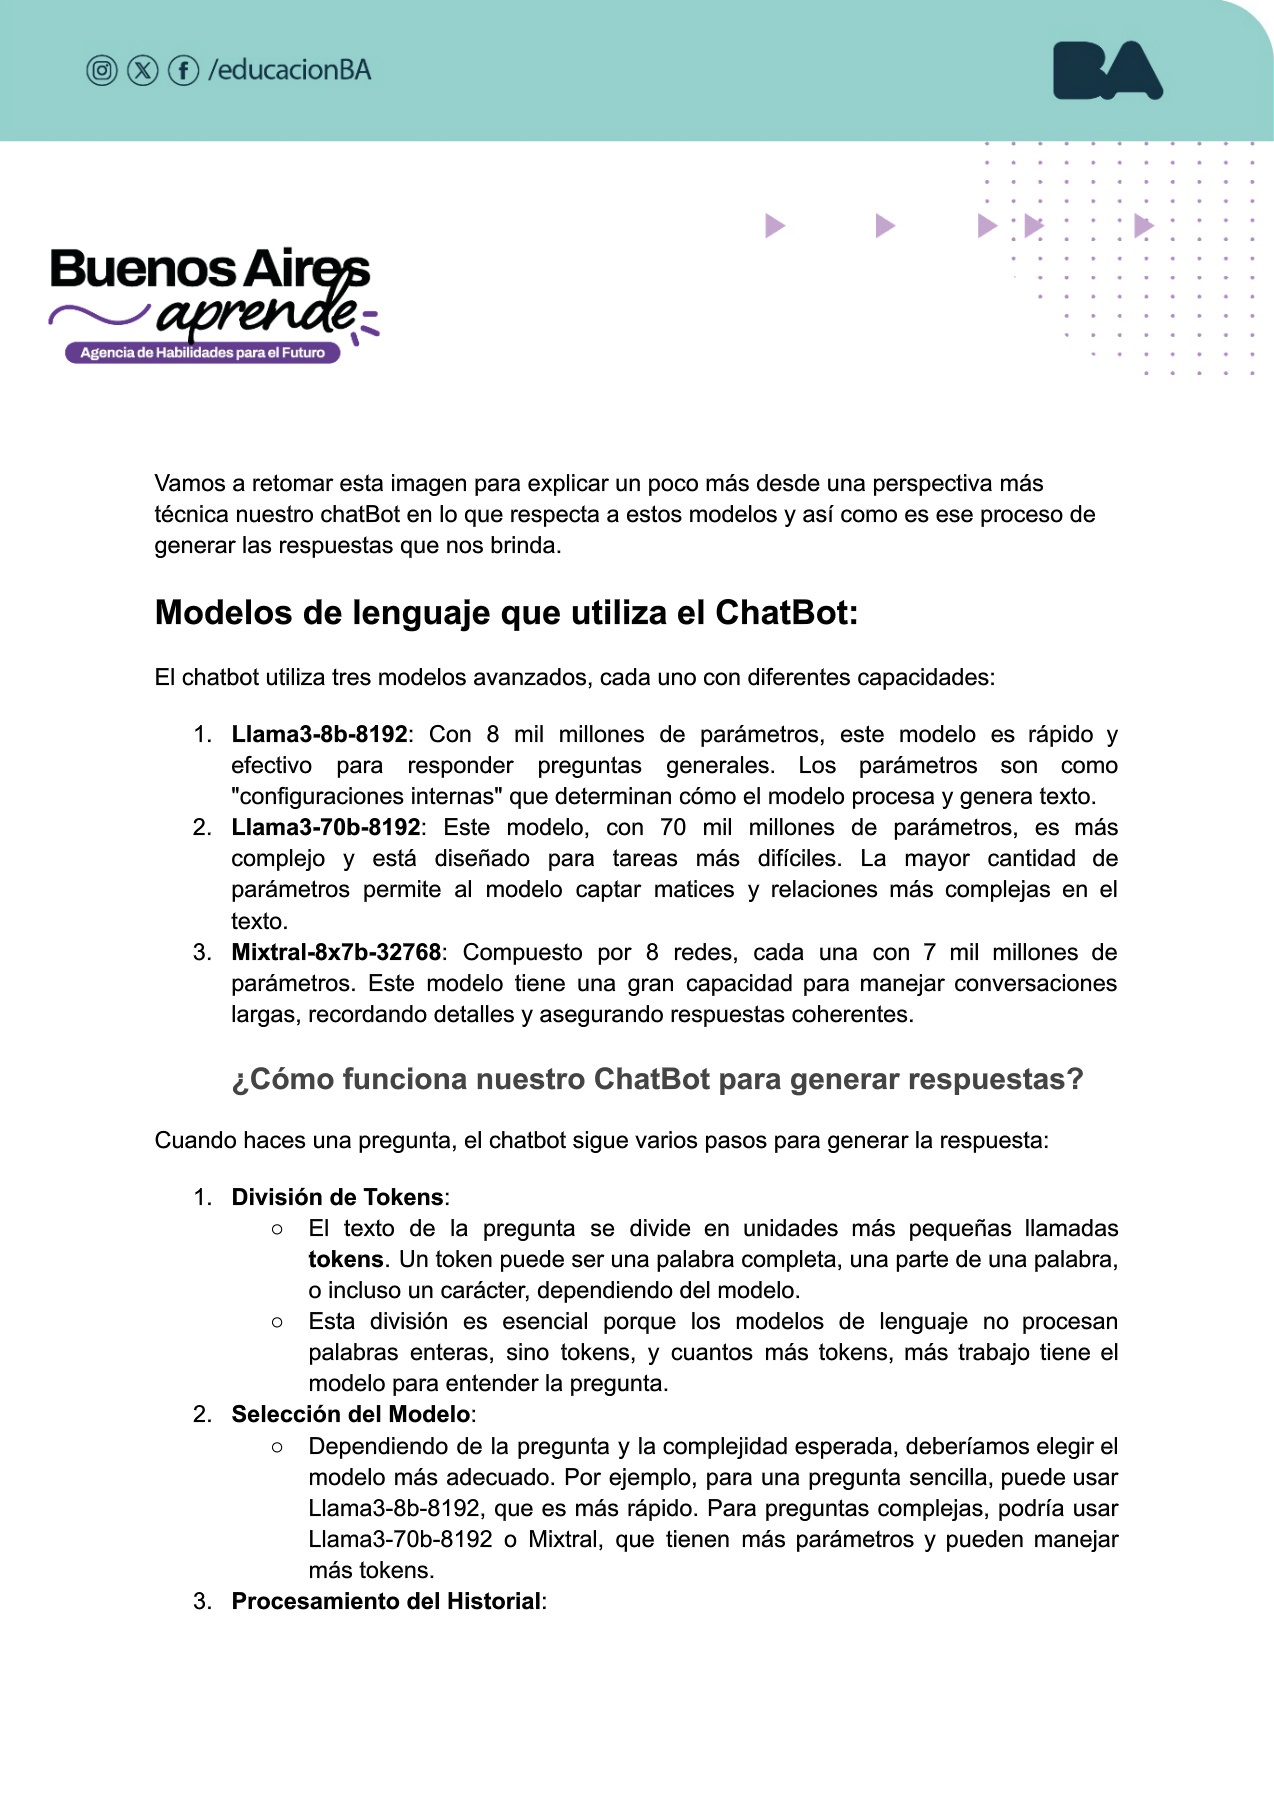 /educacionBA
BA
Buenos Aires
aprende
Agencia de Habilidades para el Futuro
Vamos a retomar esta imagen para explicar un poco más desde una perspectiva más
técnica nuestro chatBot en lo que respecta a estos modelos y así como es ese proceso de
generar las respuestas que nos brinda.
Modelos de lenguaje que utiliza el ChatBot:
El chatbot utiliza tres modelos avanzados, cada uno con diferentes capacidades:
1. Llama3-8b-8192: Con 8 mil millones de parámetros, este modelo es rápido y
efectivo para responder preguntas generales. Los parámetros son como
"configuraciones internas" que determinan cómo el modelo procesa y genera texto.
2. Llama3-70b-8192: Este modelo, con 70 mil millones de parámetros, es más
complejo y está diseñado para tareas más difíciles. La mayor cantidad de
parámetros permite al modelo captar matices y relaciones más complejas en el
texto.
3. Mixtral-8x7b-32768: Compuesto por 8 redes, cada una con 7 mil millones de
parámetros. Este modelo tiene una gran capacidad para manejar conversaciones
largas, recordando detalles y asegurando respuestas coherentes.
¿Cómo funciona nuestro ChatBot para generar respuestas?
Cuando haces una pregunta, el chatbot sigue varios pasos para generar la respuesta:
1. División de Tokens:
○ El texto de la pregunta se divide en unidades más pequeñas llamadas
tokens. Un token puede ser una palabra completa, una parte de una palabra,
o incluso un carácter, dependiendo del modelo.
○ Esta división es esencial porque los modelos de lenguaje no procesan
palabras enteras, sino tokens, y cuantos más tokens, más trabajo tiene el
modelo para entender la pregunta.
2. Selección del Modelo:
○ Dependiendo de la pregunta y la complejidad esperada, deberíamos elegir el
modelo más adecuado. Por ejemplo, para una pregunta sencilla, puede usar
Llama3-8b-8192, que es más rápido. Para preguntas complejas, podría usar
Llama3-70b-8192 o Mixtral, que tienen más parámetros y pueden manejar
más tokens.
3. Procesamiento del Historial: